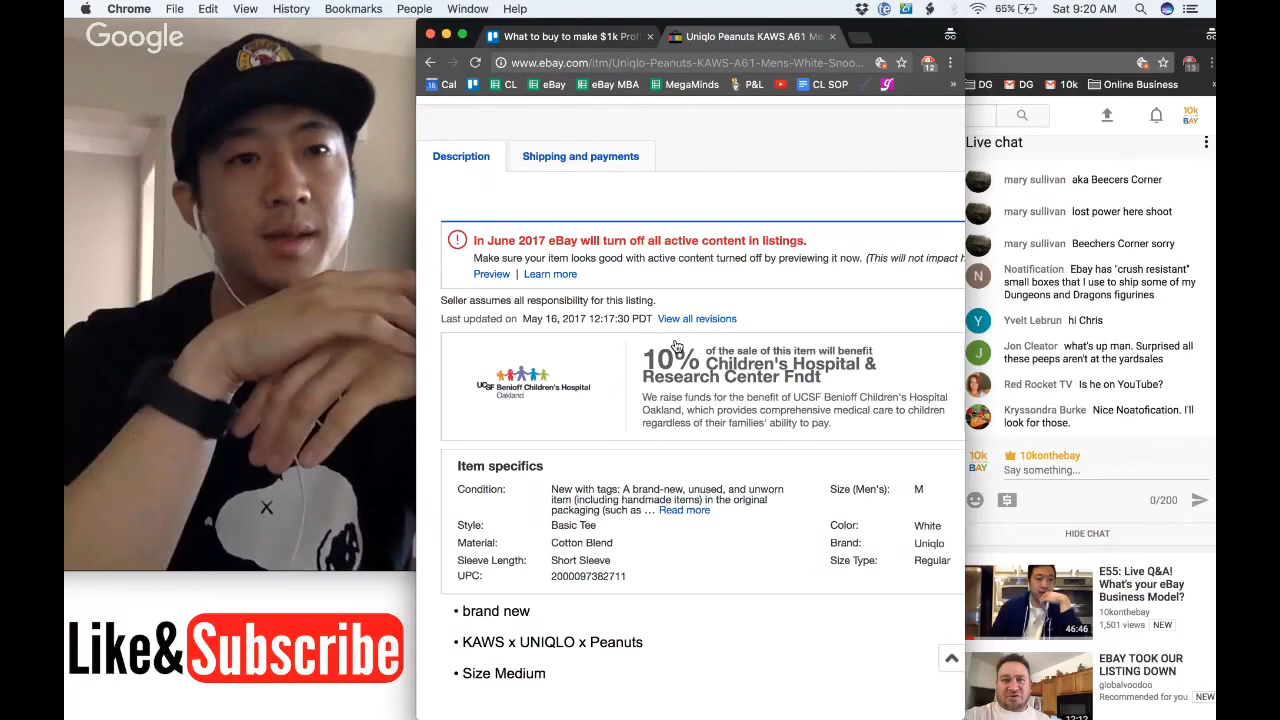 Chrome File Edit View History Bookmarks People Window Help
65% Sat 9:20 AM
Google
What to buy to make $1k Prof
Uniqlo Peanuts KAWS A61 Me
https://www.ebay.com/itm/Uniqlo-Peanuts-KAWS-A61-Mens-White-Snoo...
12
13
Cal CL eBay eBay MBA MegaMinds P&L CL SOP »
DG DG 10k Online Business
Description
Shipping and payments
In June 2017 eBay will turn off all active content in listings.
Make sure your item looks good with active content turned off by previewing it now. (This will not impact h
Preview | Learn more
Seller assumes all responsibility for this listing.
Last updated on May 16, 2017 12:17:30 PDT View all revisions
UCSF Benioff Children's Hospital
Oakland
10% of the sale of this item will benefit
Children's Hospital &
Research Center Fndt
We raise funds for the benefit of UCSF Benioff Children's Hospital
Oakland, which provides comprehensive medical care to children
regardless of their families' ability to pay.
Item specifics
Condition: New with tags: A brand-new, unused, and unworn
item (including handmade items) in the original
packaging (such as ... Read more
Size (Men's): M
Style: Basic Tee
Color: White
Material: Cotton Blend
Brand: Uniqlo
Sleeve Length: Short Sleeve
Size Type: Regular
UPC: 2000097382711
• brand new
• KAWS x UNIQLO x Peanuts
• Size Medium
10k
BAY
Live chat
mary sullivan aka Beecers Corner
mary sullivan lost power here shoot
mary sullivan Beechers Corner sorry
N
Noatification Ebay has "crush resistant"
small boxes that I use to ship some of my
Dungeons and Dragons figurines
Y
Yvelt Lebrun hi Chris
J
Jon Cleator what's up man. Surprised all
these peeps aren't at the yardsales
Red Rocket TV Is he on YouTube?
Kryssondra Burke Nice Noatofication. I'll
look for those.
10k
BAY
10konthebay
Say something...
0/200
HIDE CHAT
46:46
E55: Live Q&A!
What's your eBay
Business Model?
10konthebay
1,501 views NEW
12:12
EBAY TOOK OUR
LISTING DOWN
globalvoodoo
Recommended for you NEW
Like&Subscribe